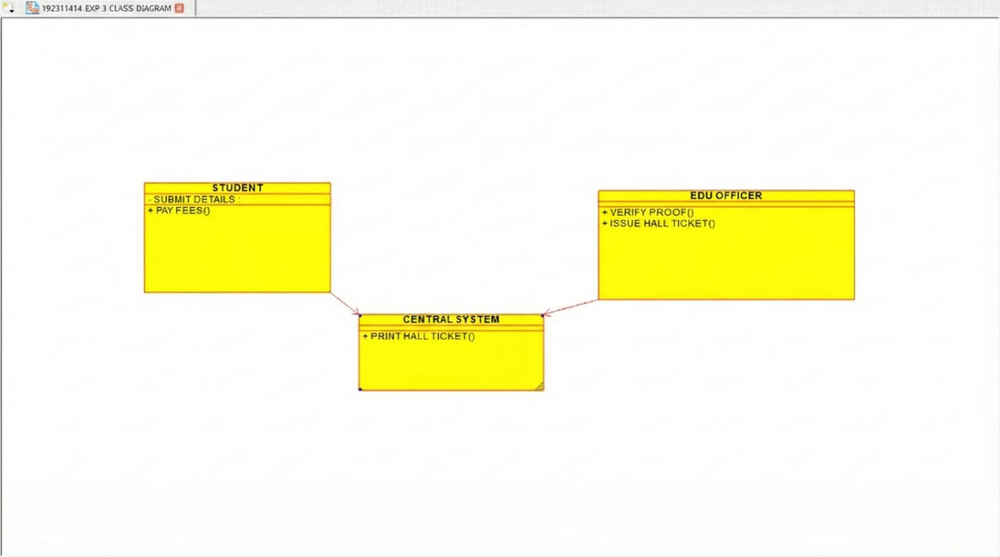 192311414 EXP 3 CLASS DIAGRAM
STUDENT
- SUBMIT DETAILS :
+ PAY FEES()
EDU OFFICER
+ VERIFY PROOF()
+ ISSUE HALL TICKET()
CENTRAL SYSTEM
+ PRINT HALL TICKET()